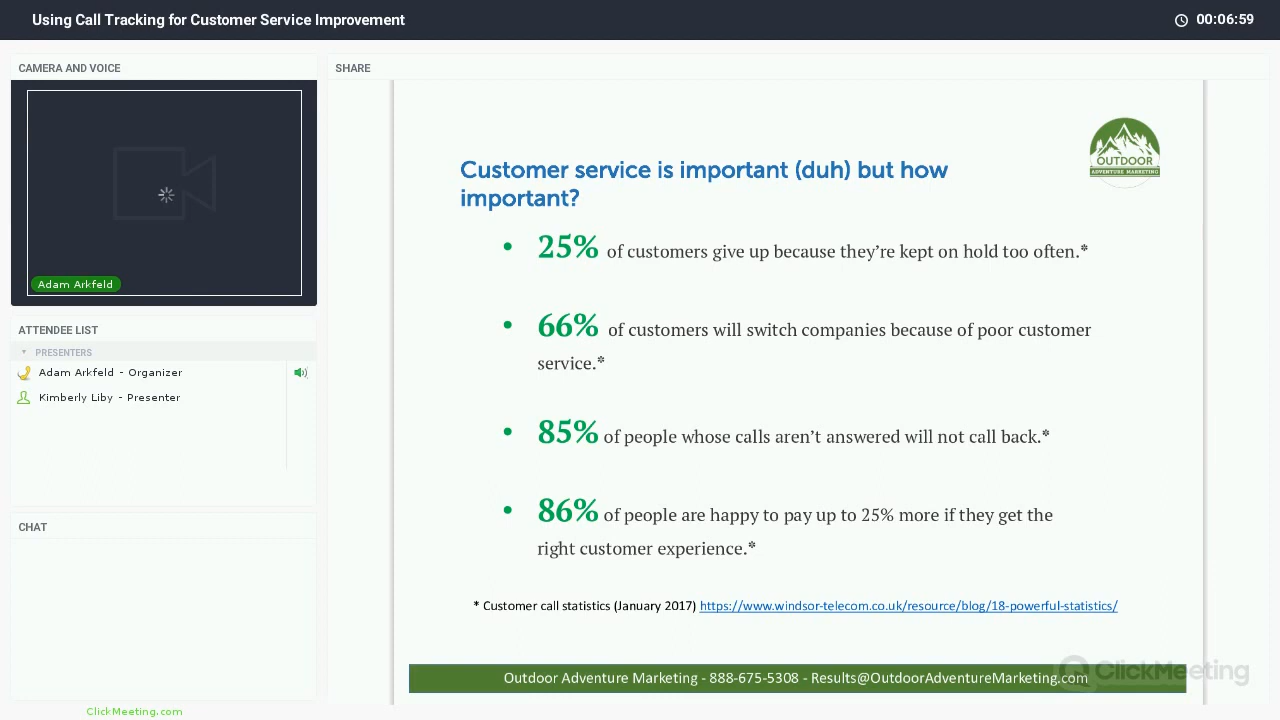 Using Call Tracking for Customer Service Improvement
00:06:59
CAMERA AND VOICE
Adam Arkfeld
ATTENDEE LIST
PRESENTERS
Adam Arkfeld - Organizer
Kimberly Liby - Presenter
CHAT
ClickMeeting.com
SHARE
OUTDOOR
ADVENTURE MARKETING
Customer service is important (duh) but how
important?
• 25% of customers give up because they’re kept on hold too often.*
• 66% of customers will switch companies because of poor customer
service.*
• 85% of people whose calls aren’t answered will not call back.*
• 86% of people are happy to pay up to 25% more if they get the
right customer experience.*
* Customer call statistics (January 2017) https://www.windsor-telecom.co.uk/resource/blog/18-powerful-statistics/
Outdoor Adventure Marketing - 888-675-5308 - Results@OutdoorAdventureMarketing.com
ClickMeeting